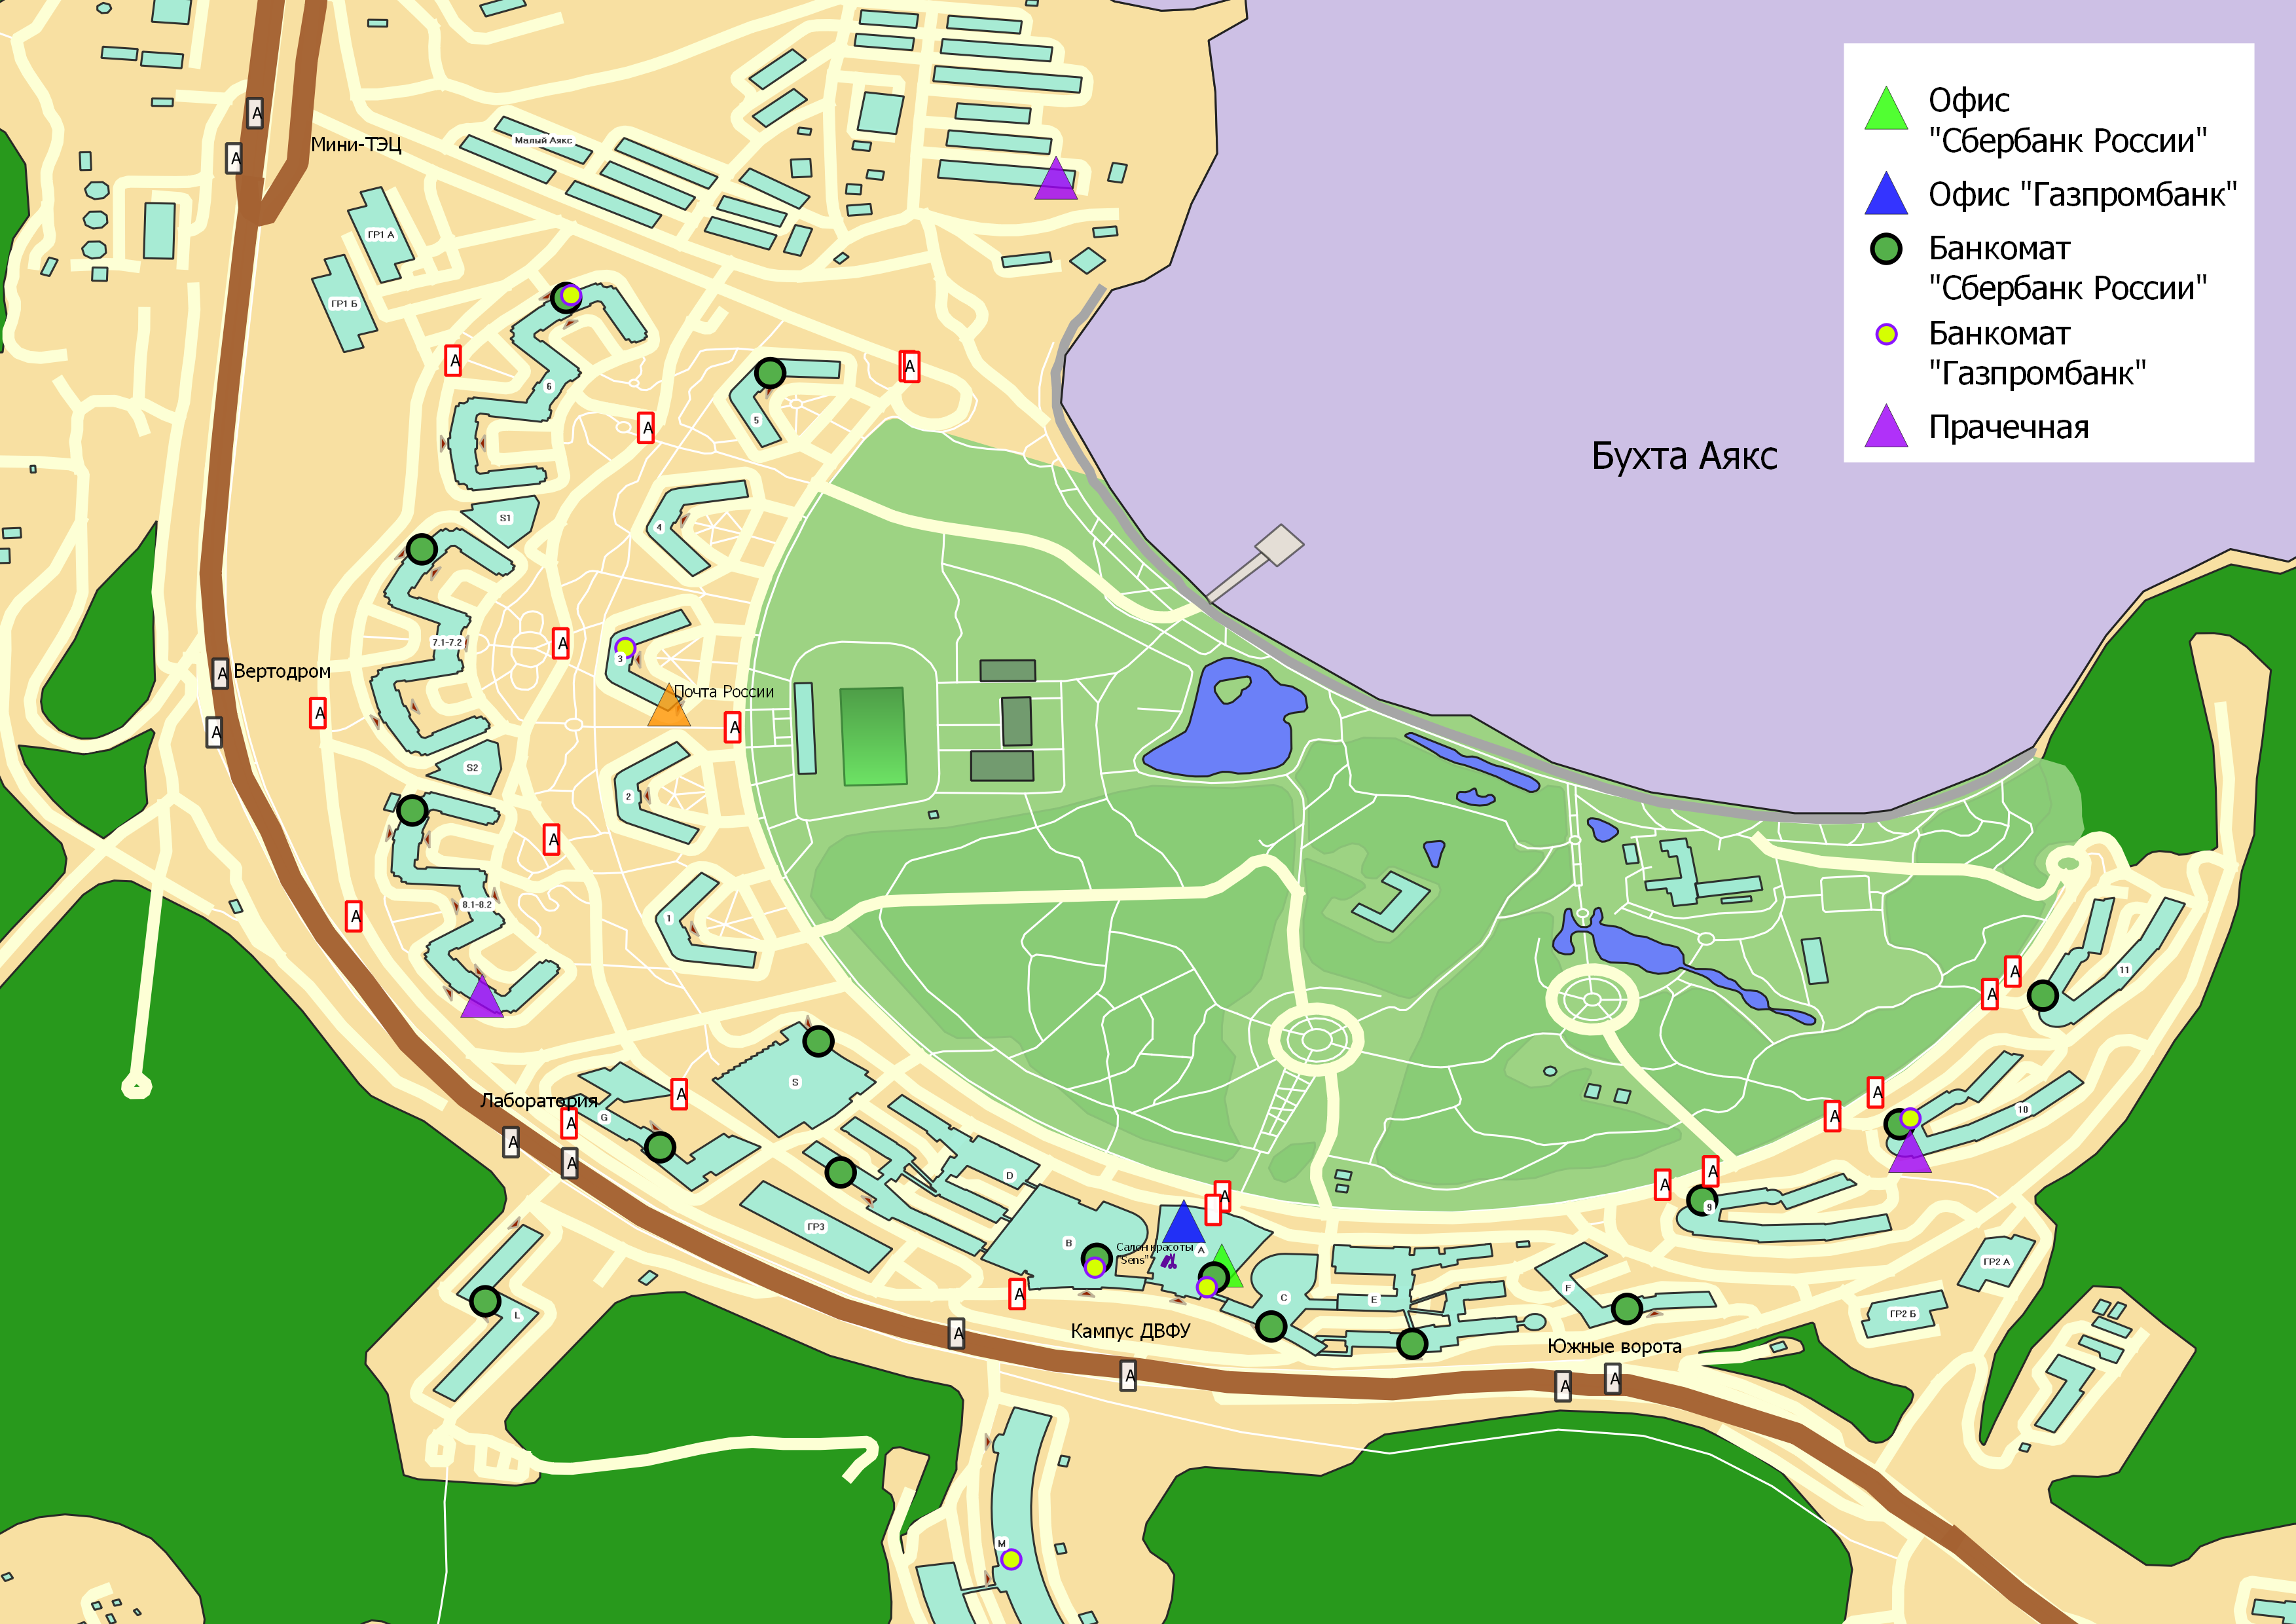 Офис
"Сбербанк России"
Офис "Газпромбанк"
Банкомат
"Сбербанк России"
Банкомат
"Газпромбанк"
Прачечная
A
A
Мини-ТЭЦ
Малый Аякс
ГР1 А
ГР1 Б
A
A
6
5
A
Бухта Аякс
S1
4
7.1-7.2
A
3
A
Вертодром
Почта России
A
A
A
S2
2
A
8.1-8.2
1
A
11
A
A
S
A
Лаборатория
G
A
A
A
D
10
A
A
A
A
9
ГР3
B
A
A
Салон красоты
"Sens"
ГР2 А
L
A
C
E
F
ГР2 Б
Кампус ДВФУ
A
Южные ворота
A
A
A
M